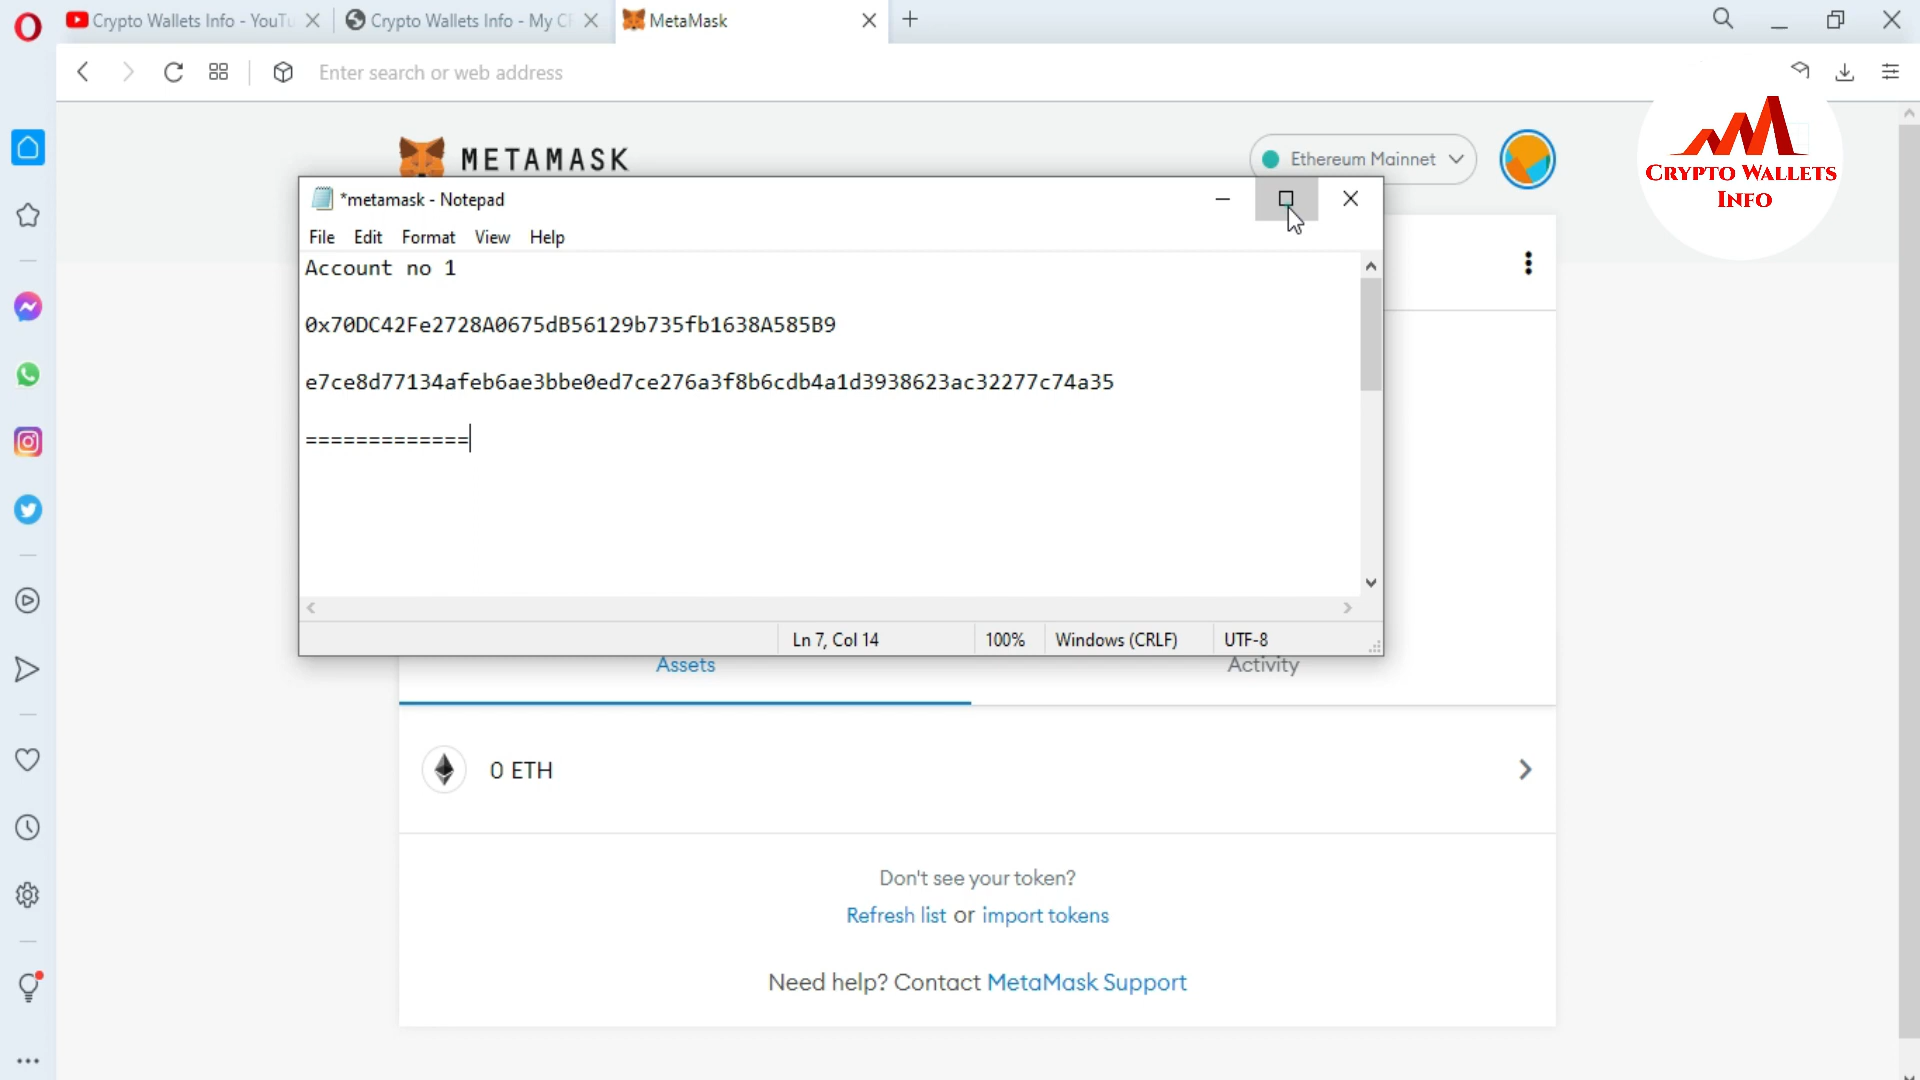 Crypto Wallets Info - YouTu
Crypto Wallets Info - My Cr
MetaMask
Enter search or web address
METAMASK
Ethereum Mainnet
CRYPTO WALLETS
INFO
*metamask - Notepad
File Edit Format View Help
Account no 1
0x70DC42Fe2728A0675dB56129b735fb1638A585B9
e7ce8d77134afeb6ae3bbe0ed7ce276a3f8b6cdb4a1d3938623ac32277c74a35
=============
Ln 7, Col 14 100% Windows (CRLF) UTF-8
Assets Activity
0 ETH
Don't see your token?
Refresh list or import tokens
Need help? Contact MetaMask Support